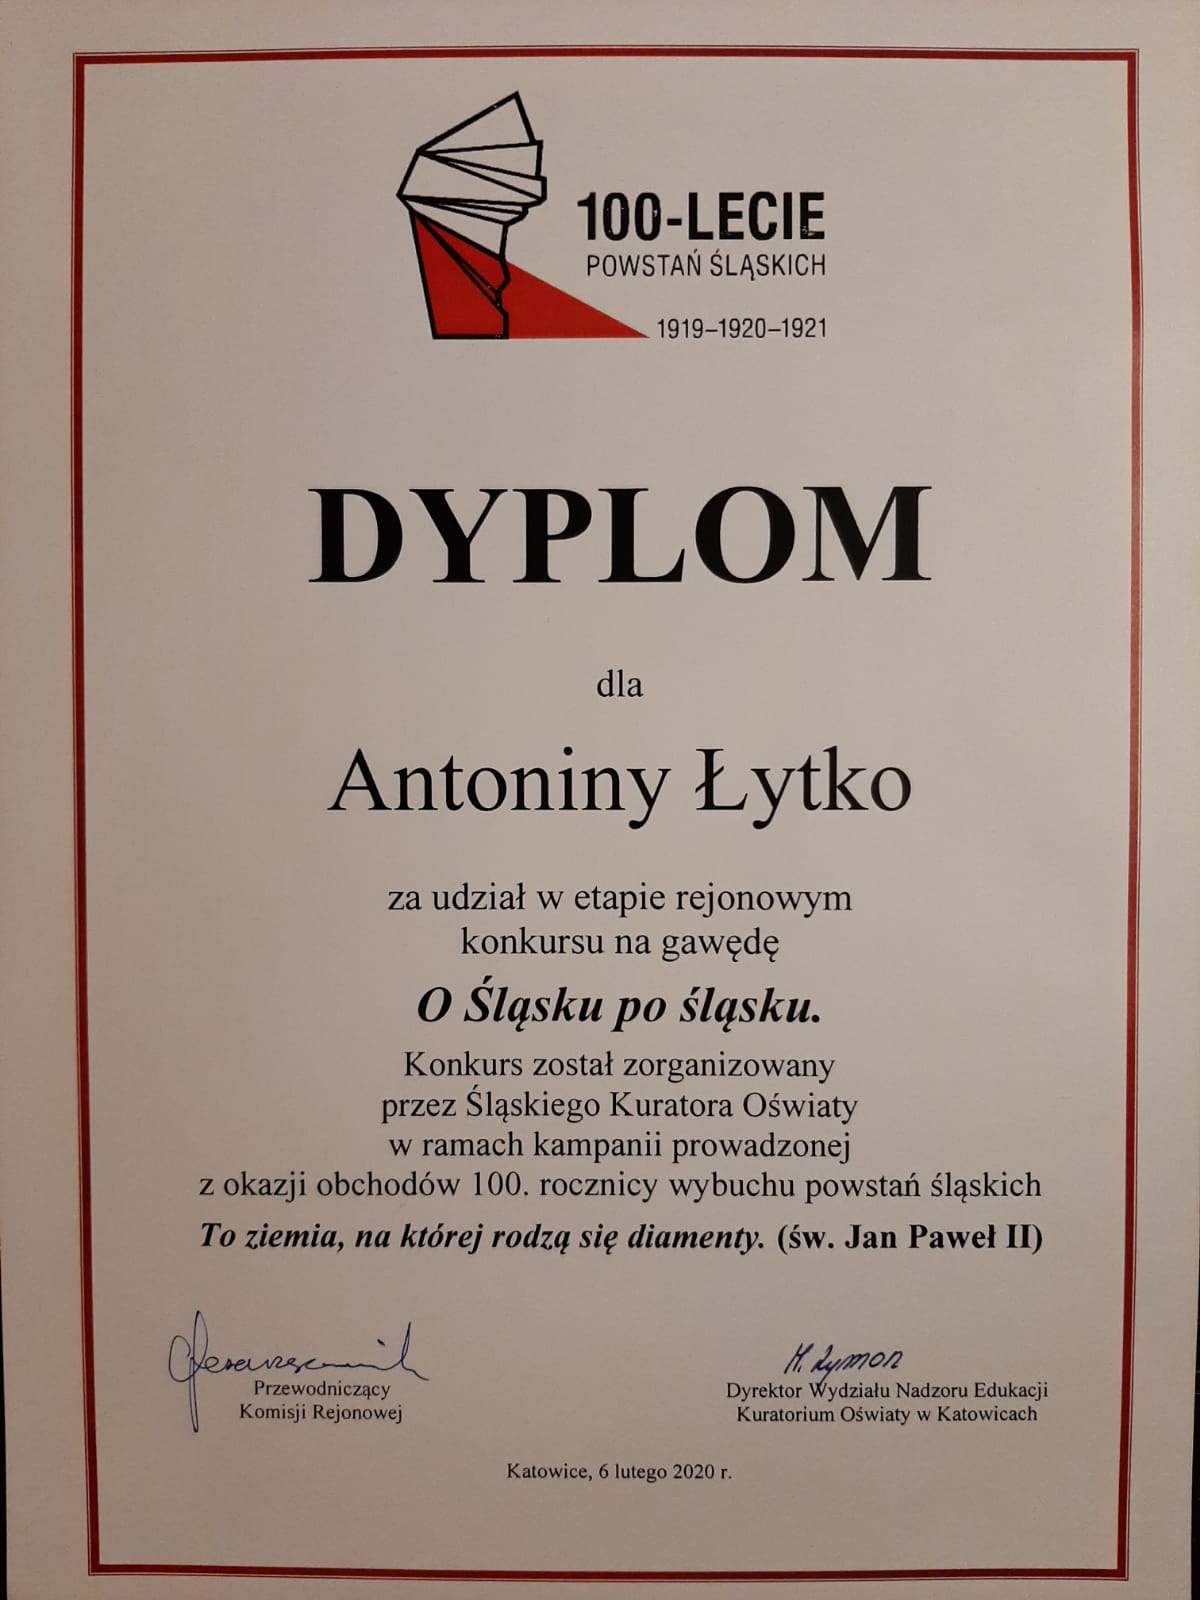 100-LECIE
POWSTAŃ ŚLĄSKICH
1919–1920–1921
DYPLOM
dla
Antoniny Łytko
za udział w etapie rejonowym
konkursu na gawędę
O Śląsku po śląsku.
Konkurs został zorganizowany
przez Śląskiego Kuratora Oświaty
w ramach kampanii prowadzonej
z okazji obchodów 100. rocznicy wybuchu powstań śląskich
To ziemia, na której rodzą się diamenty. (św. Jan Paweł II)
Przewodniczący
Komisji Rejonowej
Dyrektor Wydziału Nadzoru Edukacji
Kuratorium Oświaty w Katowicach
Katowice, 6 lutego 2020 r.